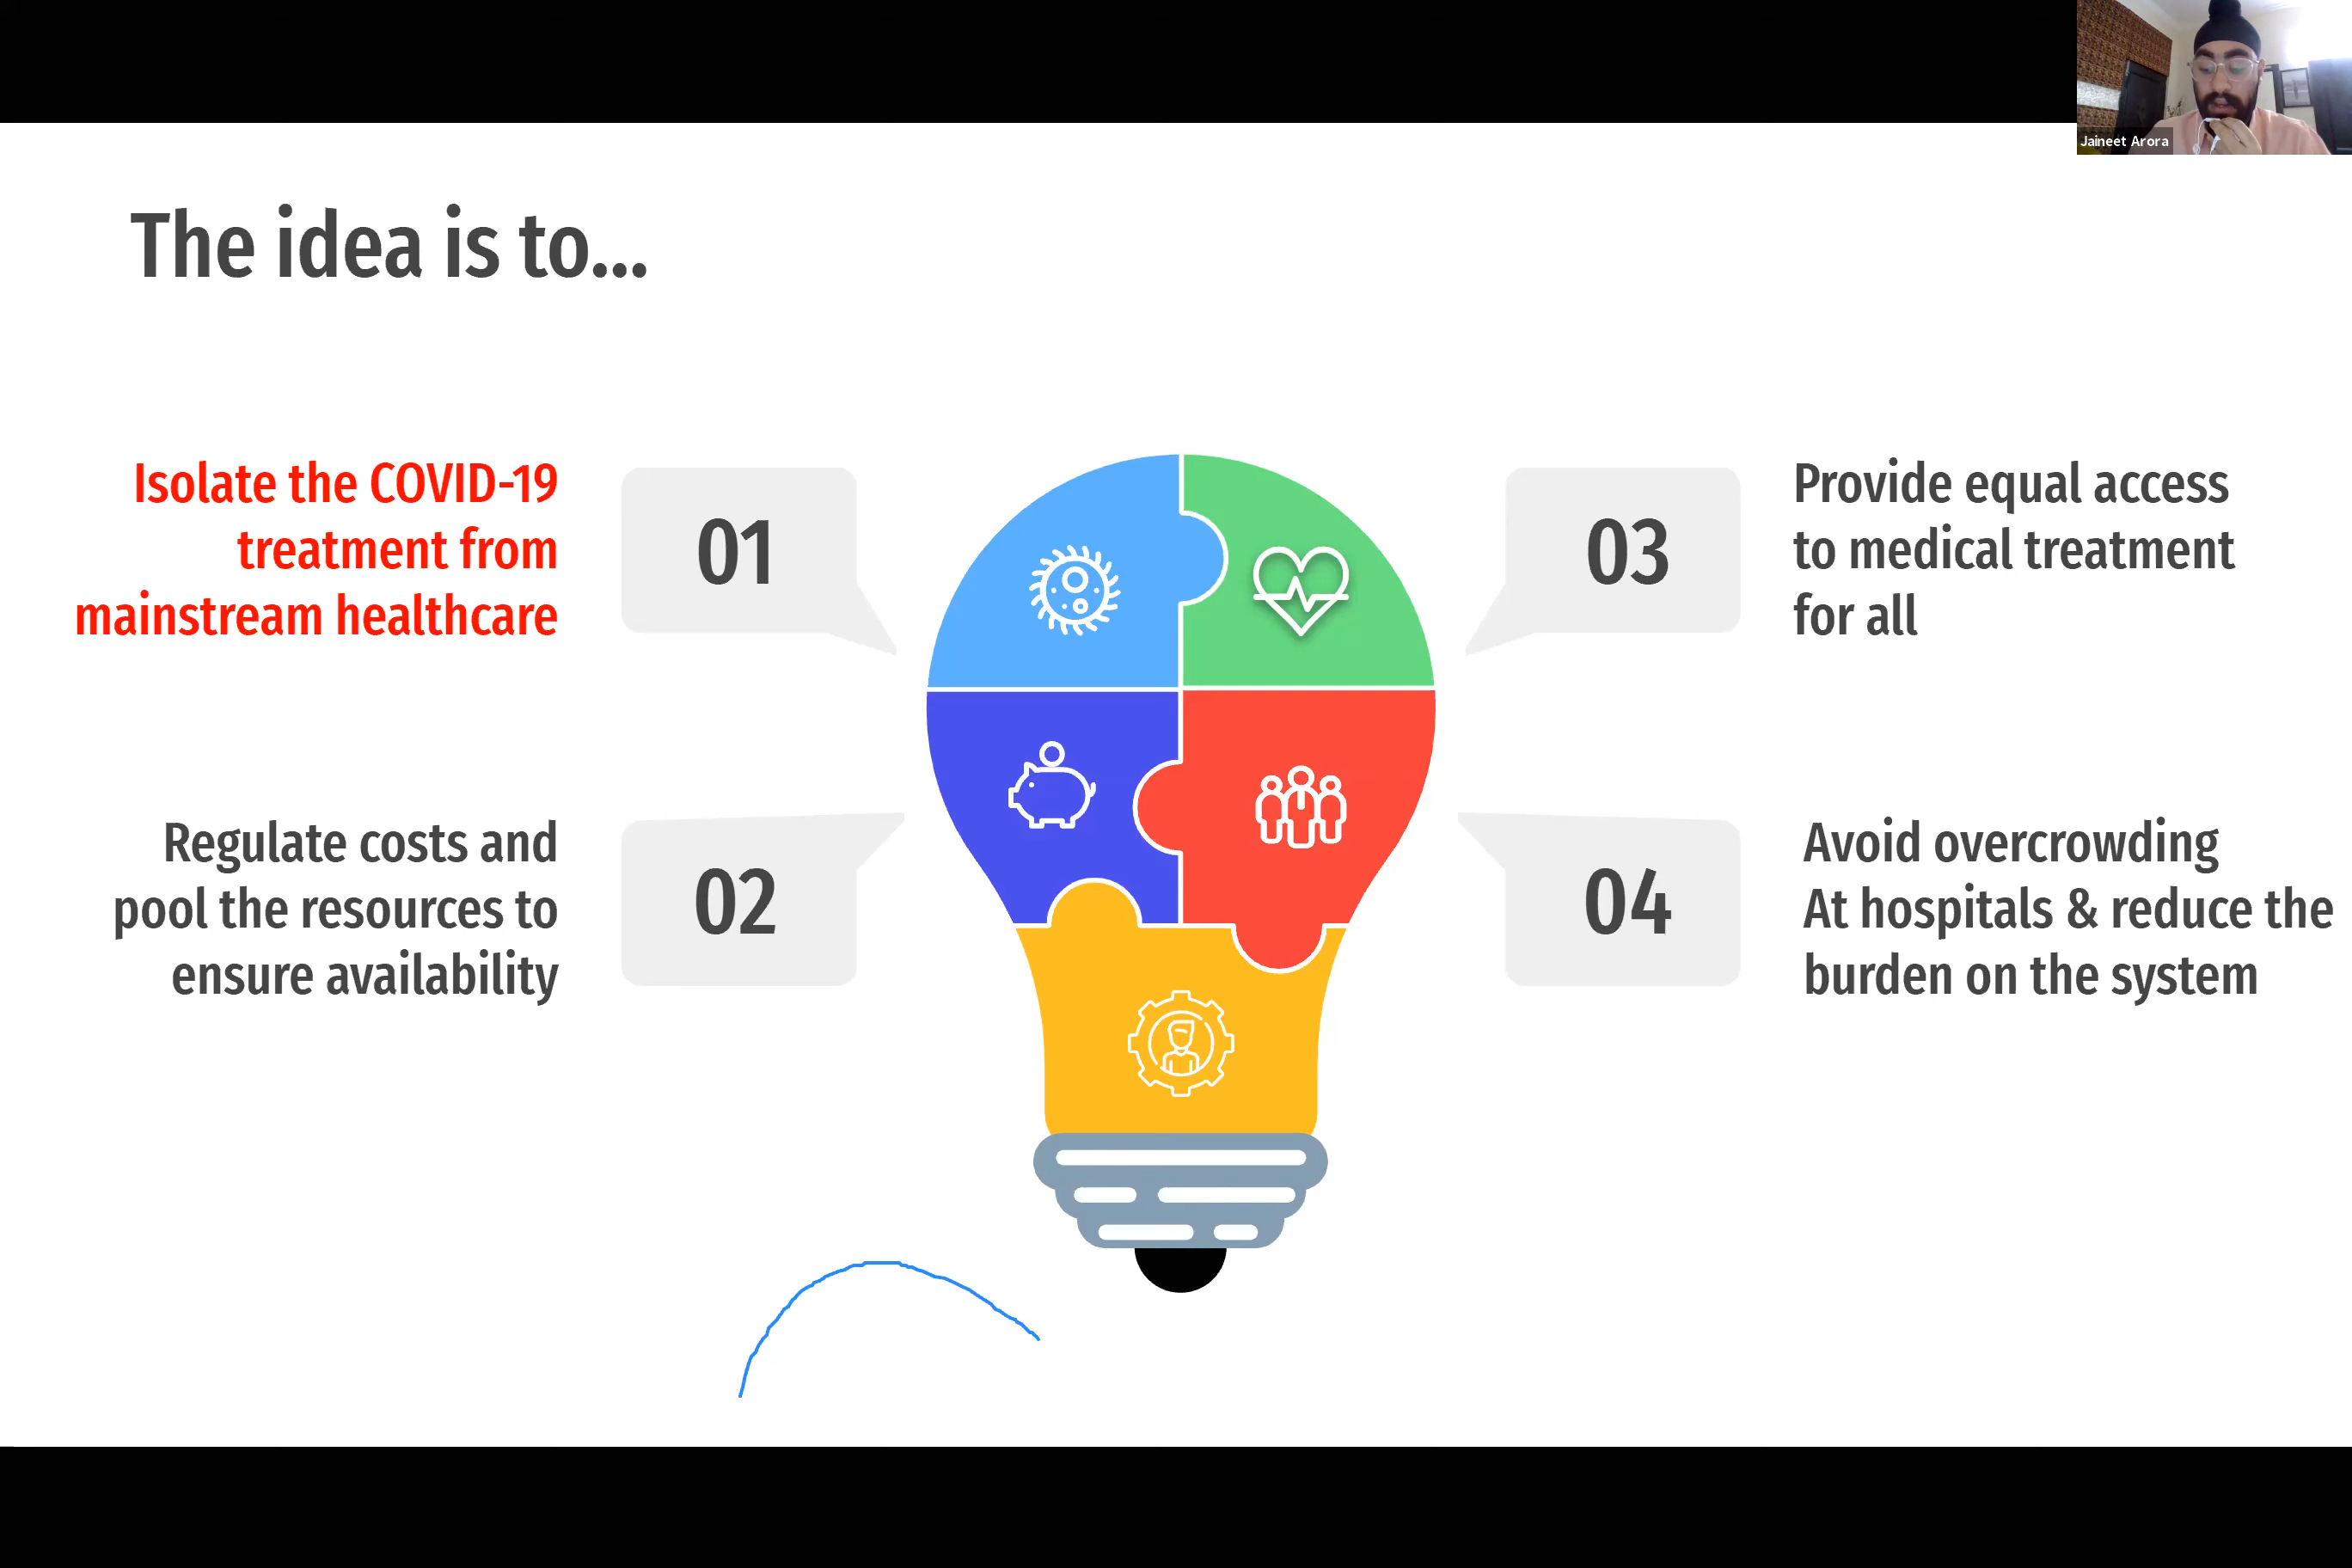 Jaineet Arora
The idea is to...
Isolate the COVID-19
treatment from
mainstream healthcare
01
Regulate costs and
pool the resources to
ensure availability
02
03
Provide equal access
to medical treatment
for all
04
Avoid overcrowding
At hospitals & reduce the
burden on the system